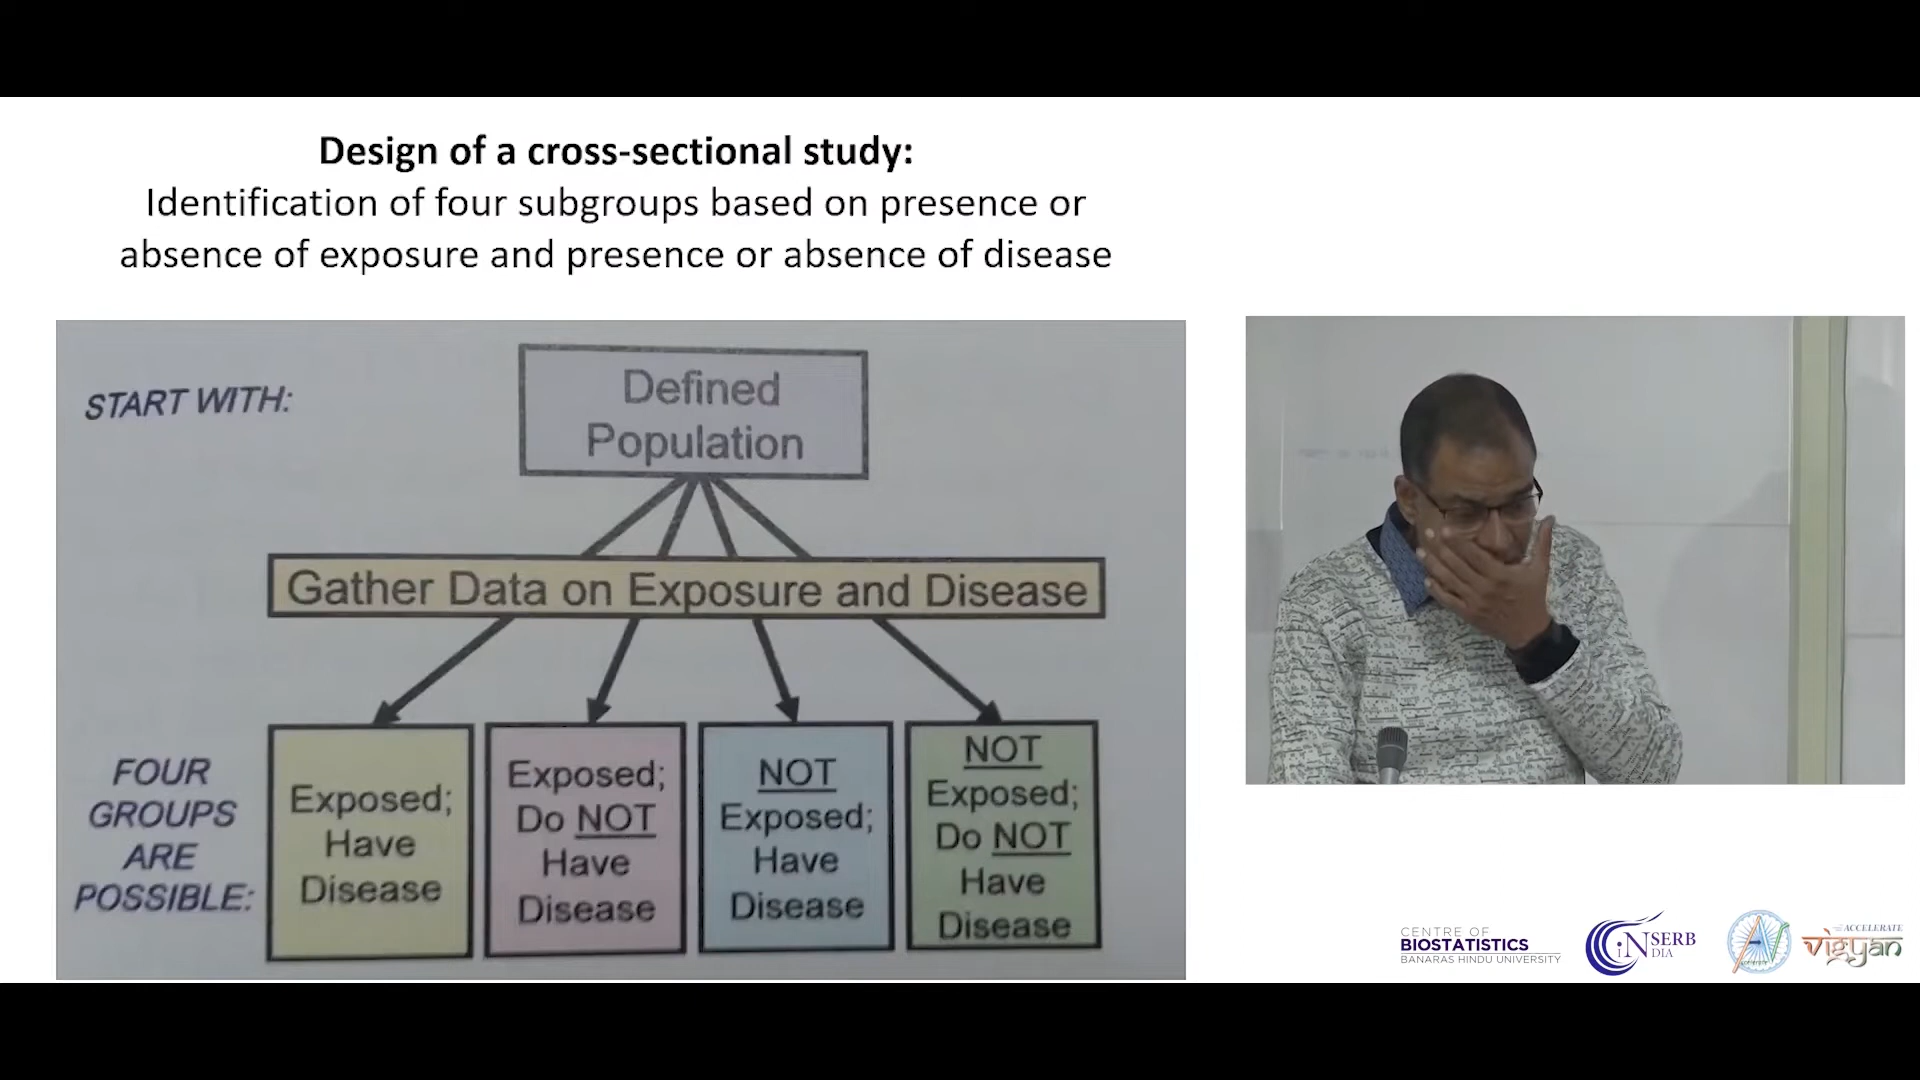 Design of a cross-sectional study:
Identification of four subgroups based on presence or
absence of exposure and presence or absence of disease
START WITH:
Defined
Population
Gather Data on Exposure and Disease
FOUR
GROUPS
ARE
POSSIBLE:
Exposed;
Have
Disease
Exposed;
Do NOT
Have
Disease
NOT
Exposed;
Have
Disease
NOT
Exposed;
Do NOT
Have
Disease
CENTRE OF
BIOSTATISTICS
BANARAS HINDU UNIVERSITY
iN SERB
DIA
ACCELERATE
विgyan